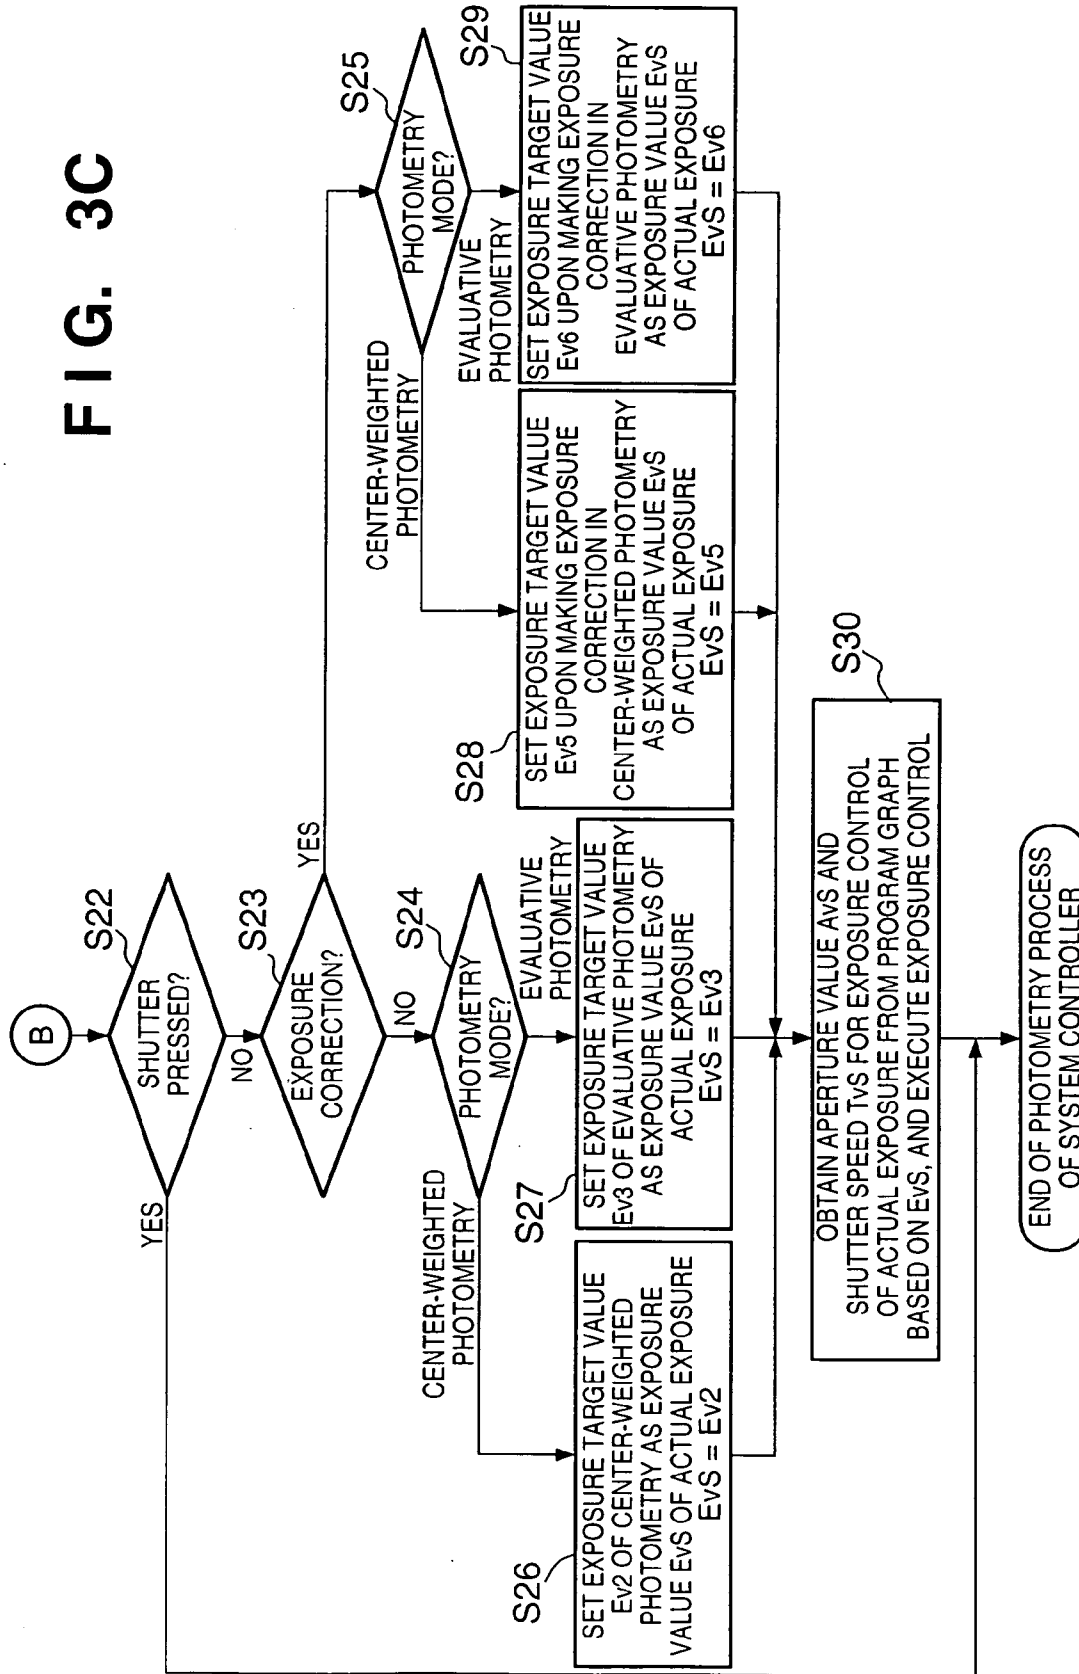 FIG. 3C
B
SHUTTER
PRESSED?
S22
YES
NO
EXPOSURE
CORRECTION?
S23
YES
NO
PHOTOMETRY
MODE?
S24
CENTER-WEIGHTED
PHOTOMETRY
EVALUATIVE
PHOTOMETRY
PHOTOMETRY
MODE?
S25
CENTER-WEIGHTED
PHOTOMETRY
EVALUATIVE
PHOTOMETRY
S26
SET EXPOSURE TARGET VALUE
Ev2 OF CENTER-WEIGHTED
PHOTOMETRY AS EXPOSURE
VALUE EvS OF ACTUAL EXPOSURE
EvS = Ev2
S27
SET EXPOSURE TARGET VALUE
Ev3 OF EVALUATIVE PHOTOMETRY
AS EXPOSURE VALUE EvS OF
ACTUAL EXPOSURE
EvS = Ev3
S28
SET EXPOSURE TARGET VALUE
Ev5 UPON MAKING EXPOSURE
CORRECTION IN
CENTER-WEIGHTED PHOTOMETRY
AS EXPOSURE VALUE EvS
OF ACTUAL EXPOSURE
EvS = Ev5
S29
SET EXPOSURE TARGET VALUE
Ev6 UPON MAKING EXPOSURE
CORRECTION IN
EVALUATIVE PHOTOMETRY
AS EXPOSURE VALUE EvS
OF ACTUAL EXPOSURE
EvS = Ev6
S30
OBTAIN APERTURE VALUE AvS AND
SHUTTER SPEED TvS FOR EXPOSURE CONTROL
OF ACTUAL EXPOSURE FROM PROGRAM GRAPH
BASED ON EvS, AND EXECUTE EXPOSURE CONTROL
END OF PHOTOMETRY PROCESS
OF SYSTEM CONTROLLER